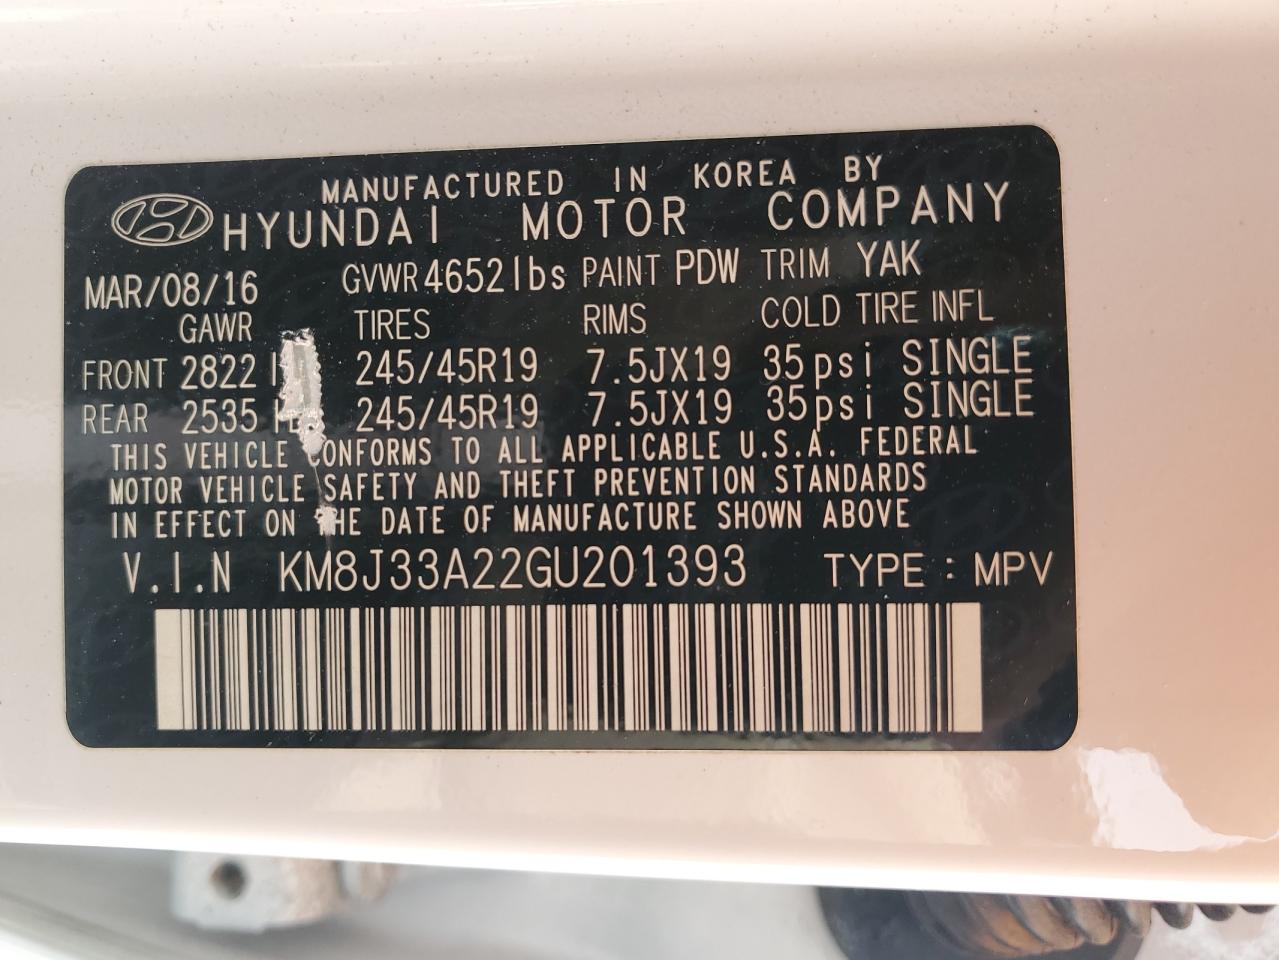 MANUFACTURED IN KOREA BY
HYUNDAI MOTOR COMPANY
MAR/08/16 GVWR 4652lbs PAINT PDW TRIM YAK
GAWR TIRES RIMS COLD TIRE INFL
FRONT 2822 245/45R19 7.5JX19 35psi SINGLE
REAR 2535 245/45R19 7.5JX19 35psi SINGLE
THIS VEHICLE CONFORMS TO ALL APPLICABLE U.S.A. FEDERAL
MOTOR VEHICLE SAFETY AND THEFT PREVENTION STANDARDS
IN EFFECT ON THE DATE OF MANUFACTURE SHOWN ABOVE
V.I.N KM8J33A22GU201393 TYPE : MPV